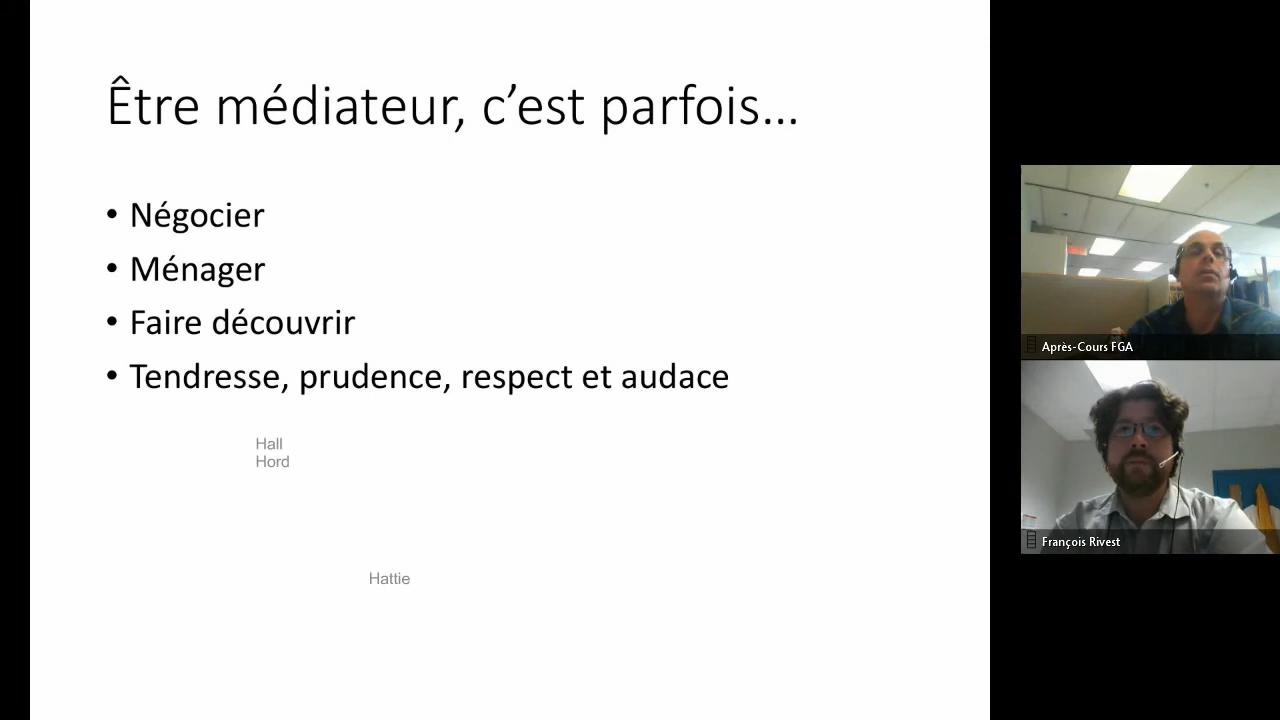 Être médiateur, c’est parfois…
• Négocier
• Ménager
• Faire découvrir
• Tendresse, prudence, respect et audace
Hall
Hord
Hattie
Après-Cours FGA
François Rivest